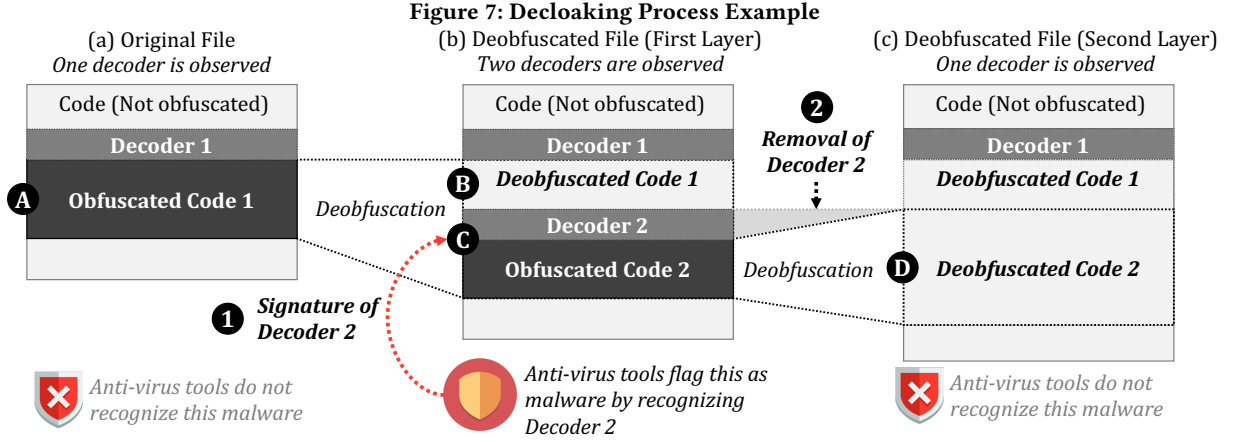 Figure 7: Decloaking Process Example
(a) Original File
One decoder is observed
Code (Not obfuscated)
Decoder 1
A
Obfuscated Code 1
Deobfuscation
(b) Deobfuscated File (First Layer)
Two decoders are observed
Code (Not obfuscated)
Decoder 1
B
Deobfuscated Code 1
C
Decoder 2
Obfuscated Code 2
1
Signature of
Decoder 2
2
Removal of
Decoder 2
Deobfuscation
(c) Deobfuscated File (Second Layer)
One decoder is observed
Code (Not obfuscated)
Decoder 1
Deobfuscated Code 1
D
Deobfuscated Code 2
Anti-virus tools do not
recognize this malware
Anti-virus tools flag this as
malware by recognizing
Decoder 2
Anti-virus tools do not
recognize this malware